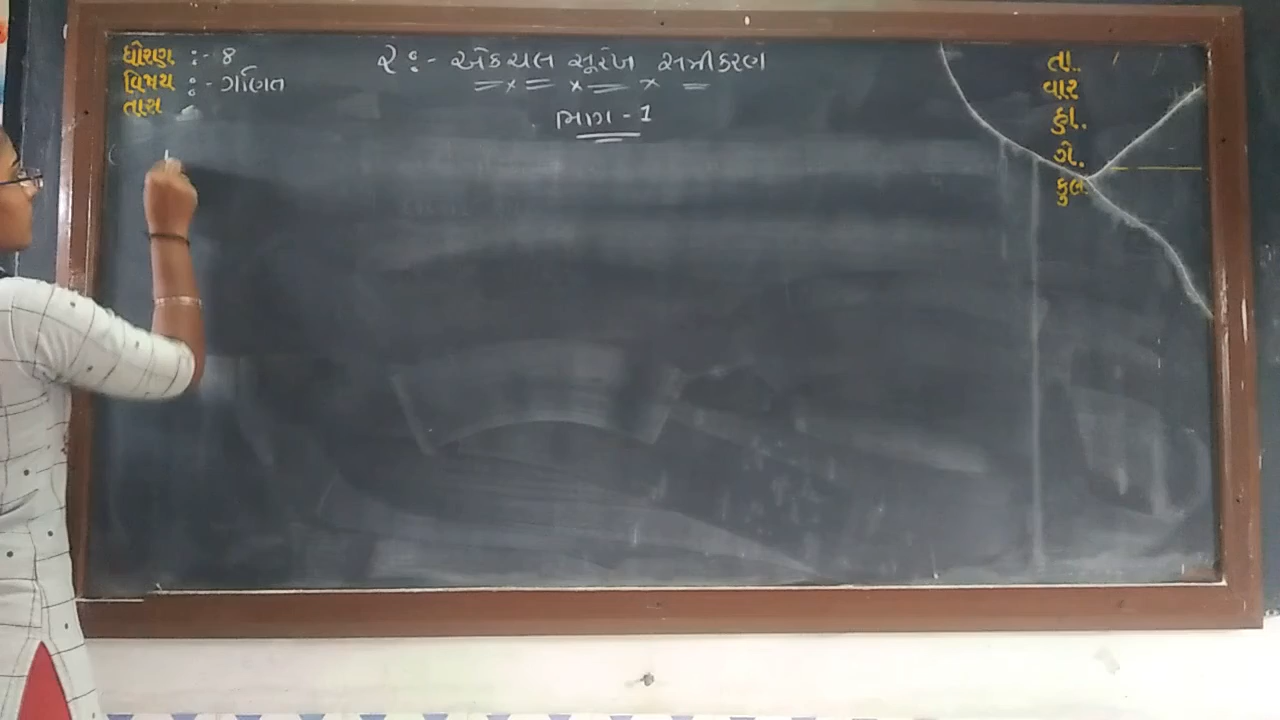 ધોરણ :- 8
વિષય :- ગણિત
તાસ
૨ :- એકચલ સૂરેખ સમીકરણ
ભાગ - 1
તા..
વાર
હા..
ગે.
કુલ.